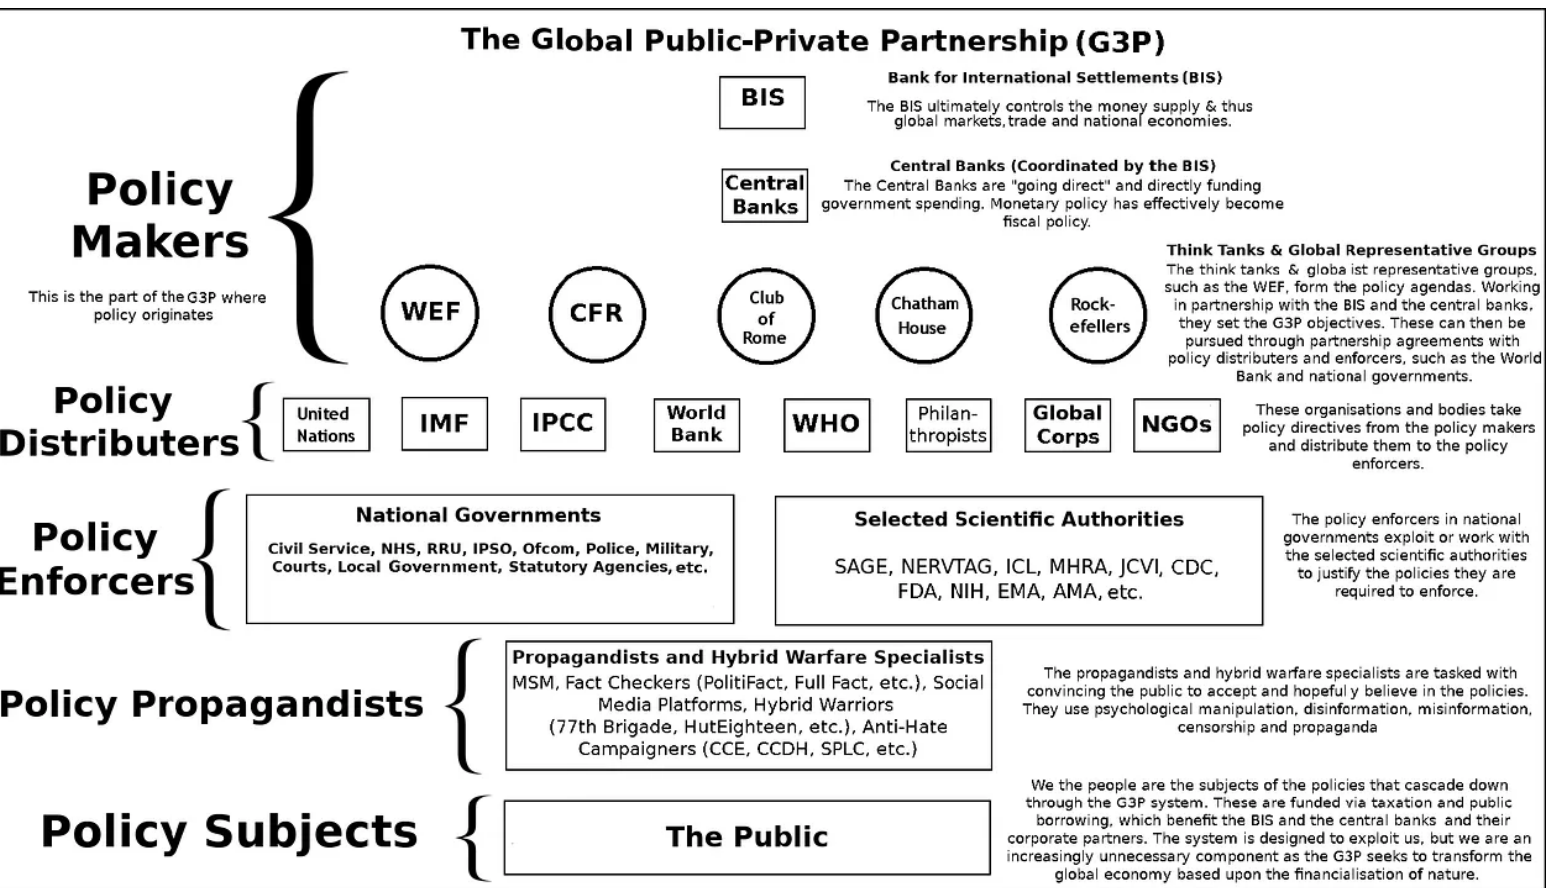 The Global Public-Private Partnership (G3P)
BIS
Bank for International Settlements (BIS)
The BIS ultimately controls the money supply & thus
global markets, trade and national economies.
Policy
Makers
This is the part of the G3P where
policy originates
Central
Banks
Central Banks (Coordinated by the BIS)
The Central Banks are "going direct" and directly funding
government spending. Monetary policy has effectively become
fiscal policy.
WEF
CFR
Club
of
Rome
Chatham
House
Rock-
efellers
Think Tanks & Global Representative Groups
The think tanks & globa ist representative groups,
such as the WEF, form the policy agendas. Working
in partnership with the BIS and the central banks,
they set the G3P objectives. These can then be
pursued through partnership agreements with
policy distributers and enforcers, such as the World
Bank and national governments.
Policy
Distributers
United
Nations
IMF
IPCC
World
Bank
WHO
Philan-
thropists
Global
Corps
NGOs
These organisations and bodies take
policy directives from the policy makers
and distribute them to the policy
enforcers.
Policy
Enforcers
National Governments
Civil Service, NHS, RRU, IPSO, Ofcom, Police, Military,
Courts, Local Government, Statutory Agencies, etc.
Selected Scientific Authorities
SAGE, NERVTAG, ICL, MHRA, JCVI, CDC,
FDA, NIH, EMA, AMA, etc.
The policy enforcers in national
governments exploit or work with
the selected scientific authorities
to justify the policies they are
required to enforce.
Policy Propagandists
Propagandists and Hybrid Warfare Specialists
MSM, Fact Checkers (PolitiFact, Full Fact, etc.), Social
Media Platforms, Hybrid Warriors
(77th Brigade, HutEighteen, etc.), Anti-Hate
Campaigners (CCE, CCDH, SPLC, etc.)
The propagandists and hybrid warfare specialists are tasked with
convincing the public to accept and hopeful y believe in the policies.
They use psychological manipulation, disinformation, misinformation,
censorship and propaganda
Policy Subjects
The Public
We the people are the subjects of the policies that cascade down
through the G3P system. These are funded via taxation and public
borrowing, which benefit the BIS and the central banks and their
corporate partners. The system is designed to exploit us, but we are an
increasingly unnecessary component as the G3P seeks to transform the
global economy based upon the financialisation of nature.